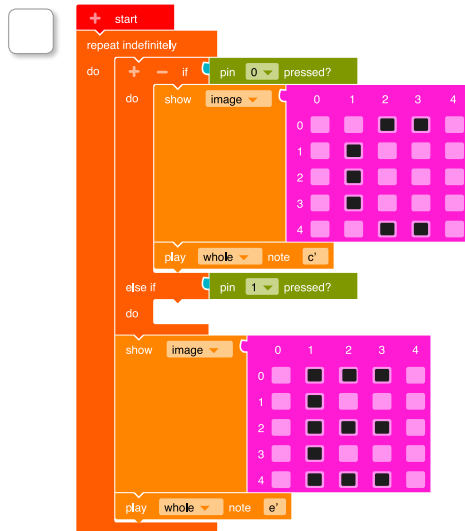 + start
repeat indefinitely
do + − if pin 0 pressed?
do show image 0 1 2 3 4
0
1
2
3
4
play whole note c'
else if pin 1 pressed?
do
show image 0 1 2 3 4
0
1
2
3
4
play whole note e'